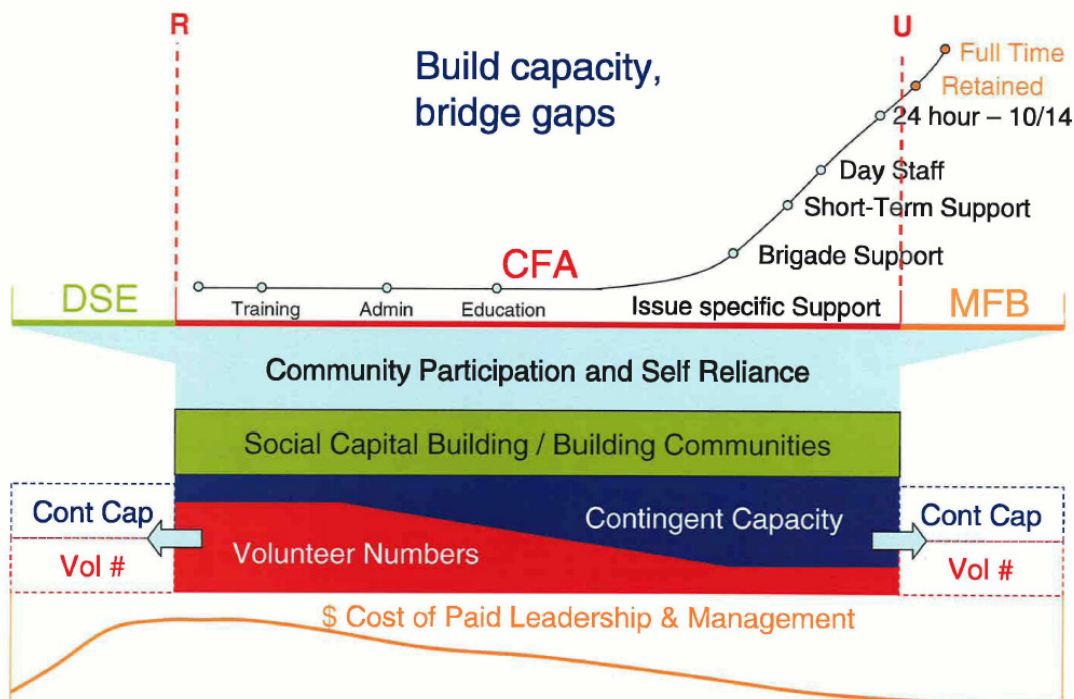 R
U
Build capacity,
bridge gaps
Full Time
Retained
24 hour – 10/14
Day Staff
Short-Term Support
Brigade Support
CFA
DSE
Training
Admin
Education
Issue specific Support
MFB
Community Participation and Self Reliance
Social Capital Building / Building Communities
Cont Cap
Contingent Capacity
Cont Cap
Vol #
Volunteer Numbers
Vol #
$ Cost of Paid Leadership & Management